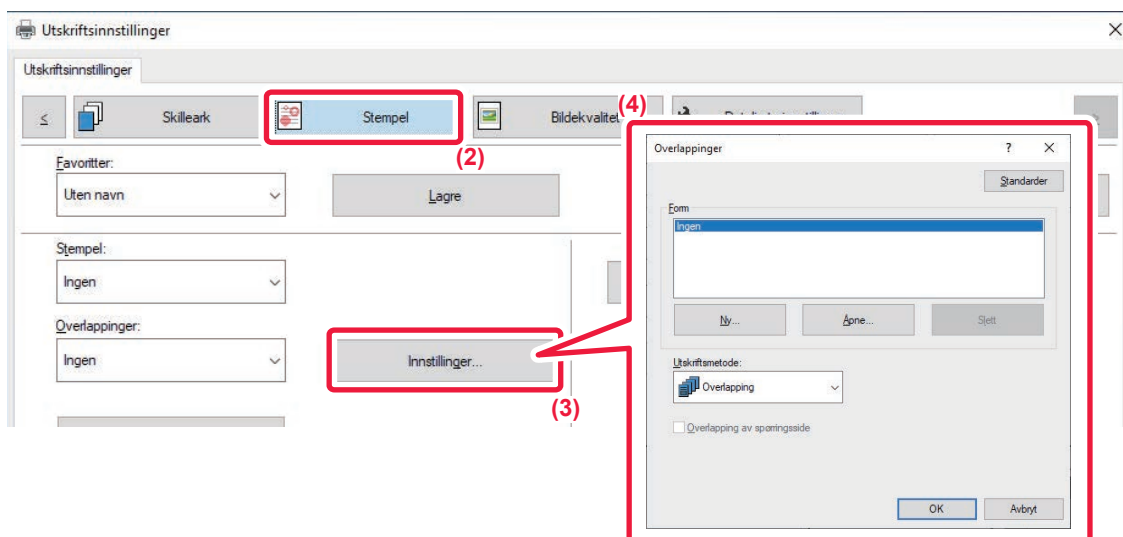 Utskriftsinnstillinger
Utskriftsinnstillinger
Skilleark
Stempel
Bildekvalitet
(4)
(2)
Favoritter:
Uten navn
Lagre
Stempel:
Ingen
Overlappinger:
Ingen
Innstillinger...
(3)
Overlappinger
Standarder
Form
Ingen
Ny...
Åpne...
Slett
Utskriftsmetode:
Overlapping
Overlapping av sporringsside
OK
Avbryt